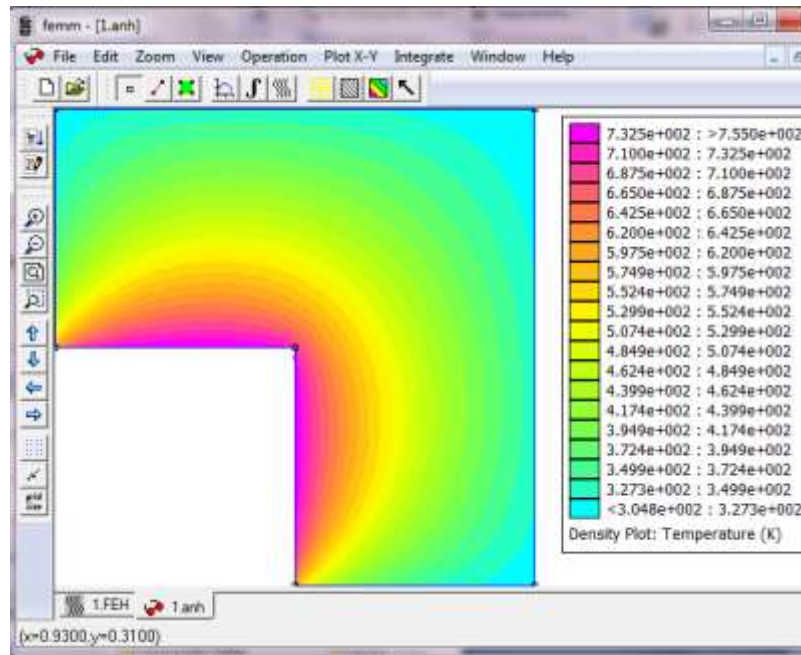 femm - [1.anh]
File Edit Zoom View Operation Plot X-Y Integrate Window Help
7.325e+002 : >7.550e+002
7.100e+002 : 7.325e+002
6.875e+002 : 7.100e+002
6.650e+002 : 6.875e+002
6.425e+002 : 6.650e+002
6.200e+002 : 6.425e+002
5.975e+002 : 6.200e+002
5.749e+002 : 5.975e+002
5.524e+002 : 5.749e+002
5.299e+002 : 5.524e+002
5.074e+002 : 5.299e+002
4.849e+002 : 5.074e+002
4.624e+002 : 4.849e+002
4.399e+002 : 4.624e+002
4.174e+002 : 4.399e+002
3.949e+002 : 4.174e+002
3.724e+002 : 3.949e+002
3.499e+002 : 3.724e+002
3.273e+002 : 3.499e+002
<3.048e+002 : 3.273e+002
Density Plot: Temperature (K)
1.FEH 1.anh
(x=0.9300,y=0.3100)